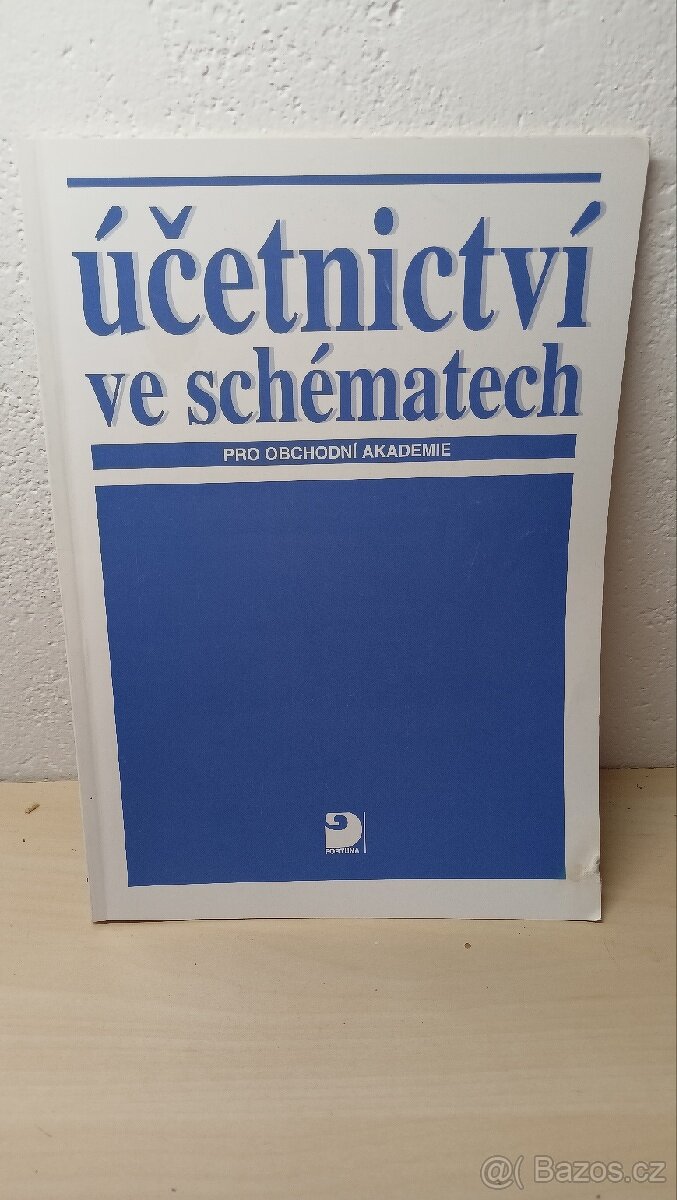 účetnictví
ve schématech
PRO OBCHODNÍ AKADEMIE
FORTUNA
@( Bazos.cz